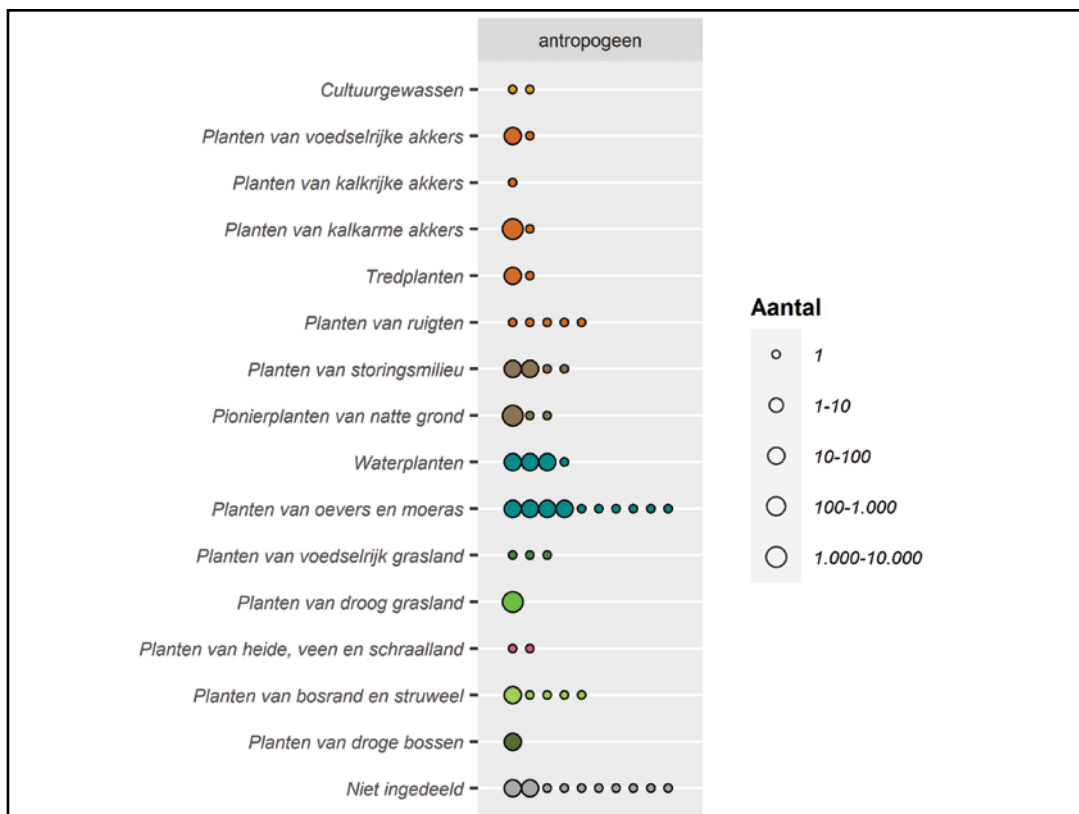 antropogeen
Cultuurgewassen
Planten van voedselrijke akkers
Planten van kalkrijke akkers
Planten van kalkarme akkers
Tredplanten
Planten van ruigten
Planten van storingsmilieu
Pionierplanten van natte grond
Waterplanten
Planten van oevers en moeras
Planten van voedselrijk grasland
Planten van droog grasland
Planten van heide, veen en schraalland
Planten van bosrand en struweel
Planten van droge bossen
Niet ingedeeld
Aantal
1
1-10
10-100
100-1.000
1.000-10.000